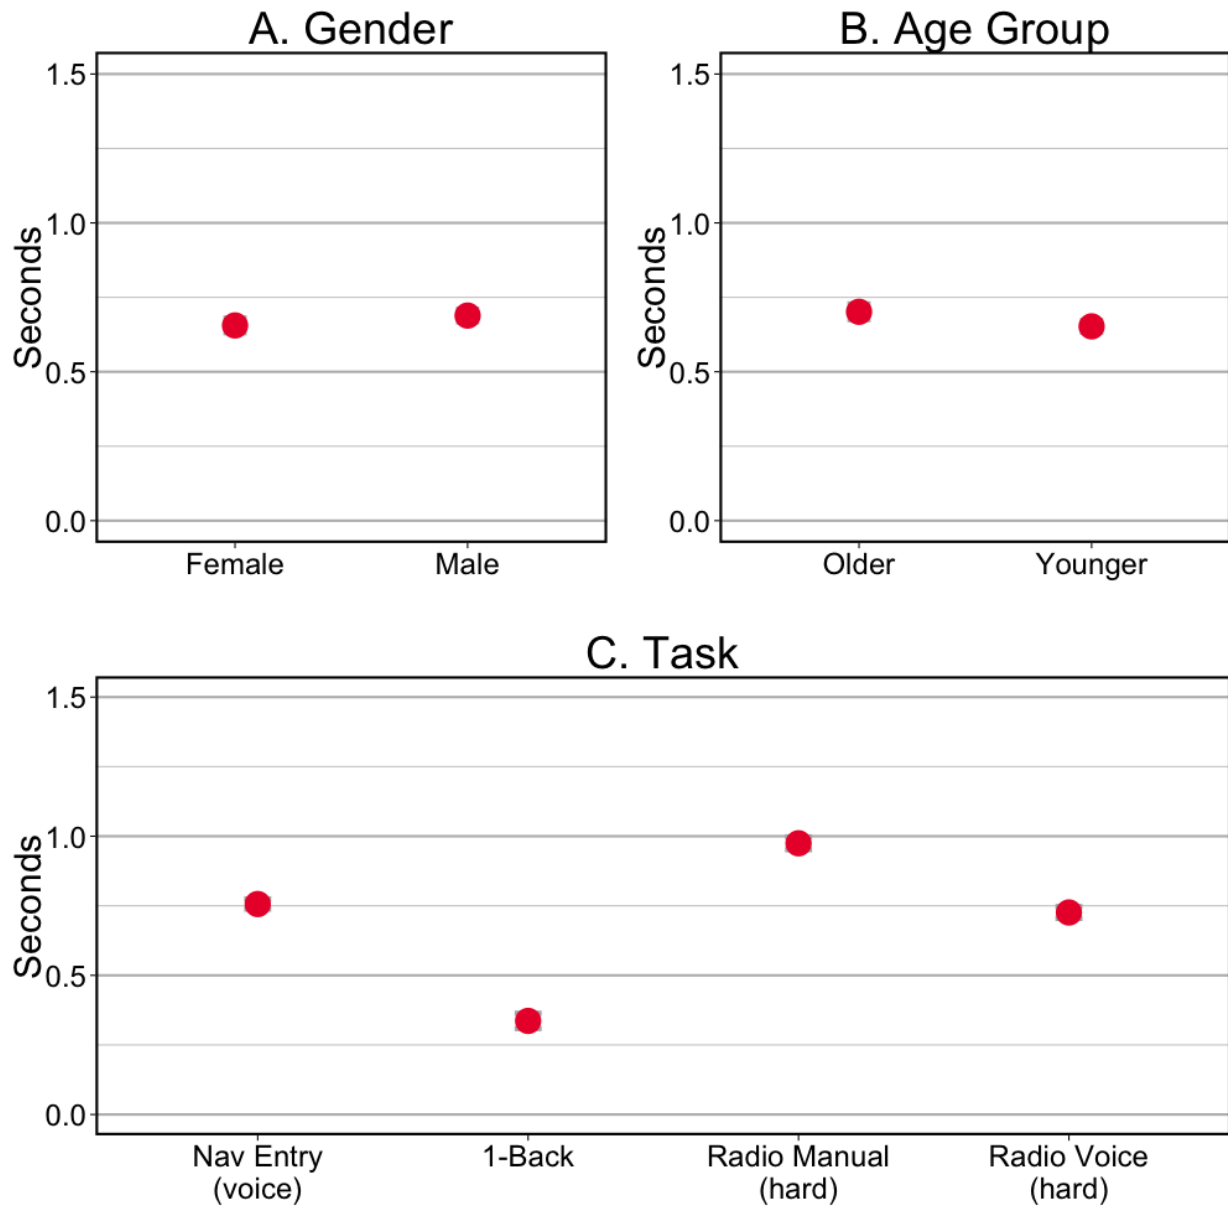 A. Gender
1.5
1.0
0.5
0.0
Seconds
Female Male
B. Age Group
1.5
1.0
0.5
0.0
Seconds
Older Younger
C. Task
1.5
1.0
0.5
0.0
Seconds
Nav Entry 1-Back Radio Manual Radio Voice
(voice) (hard) (hard)